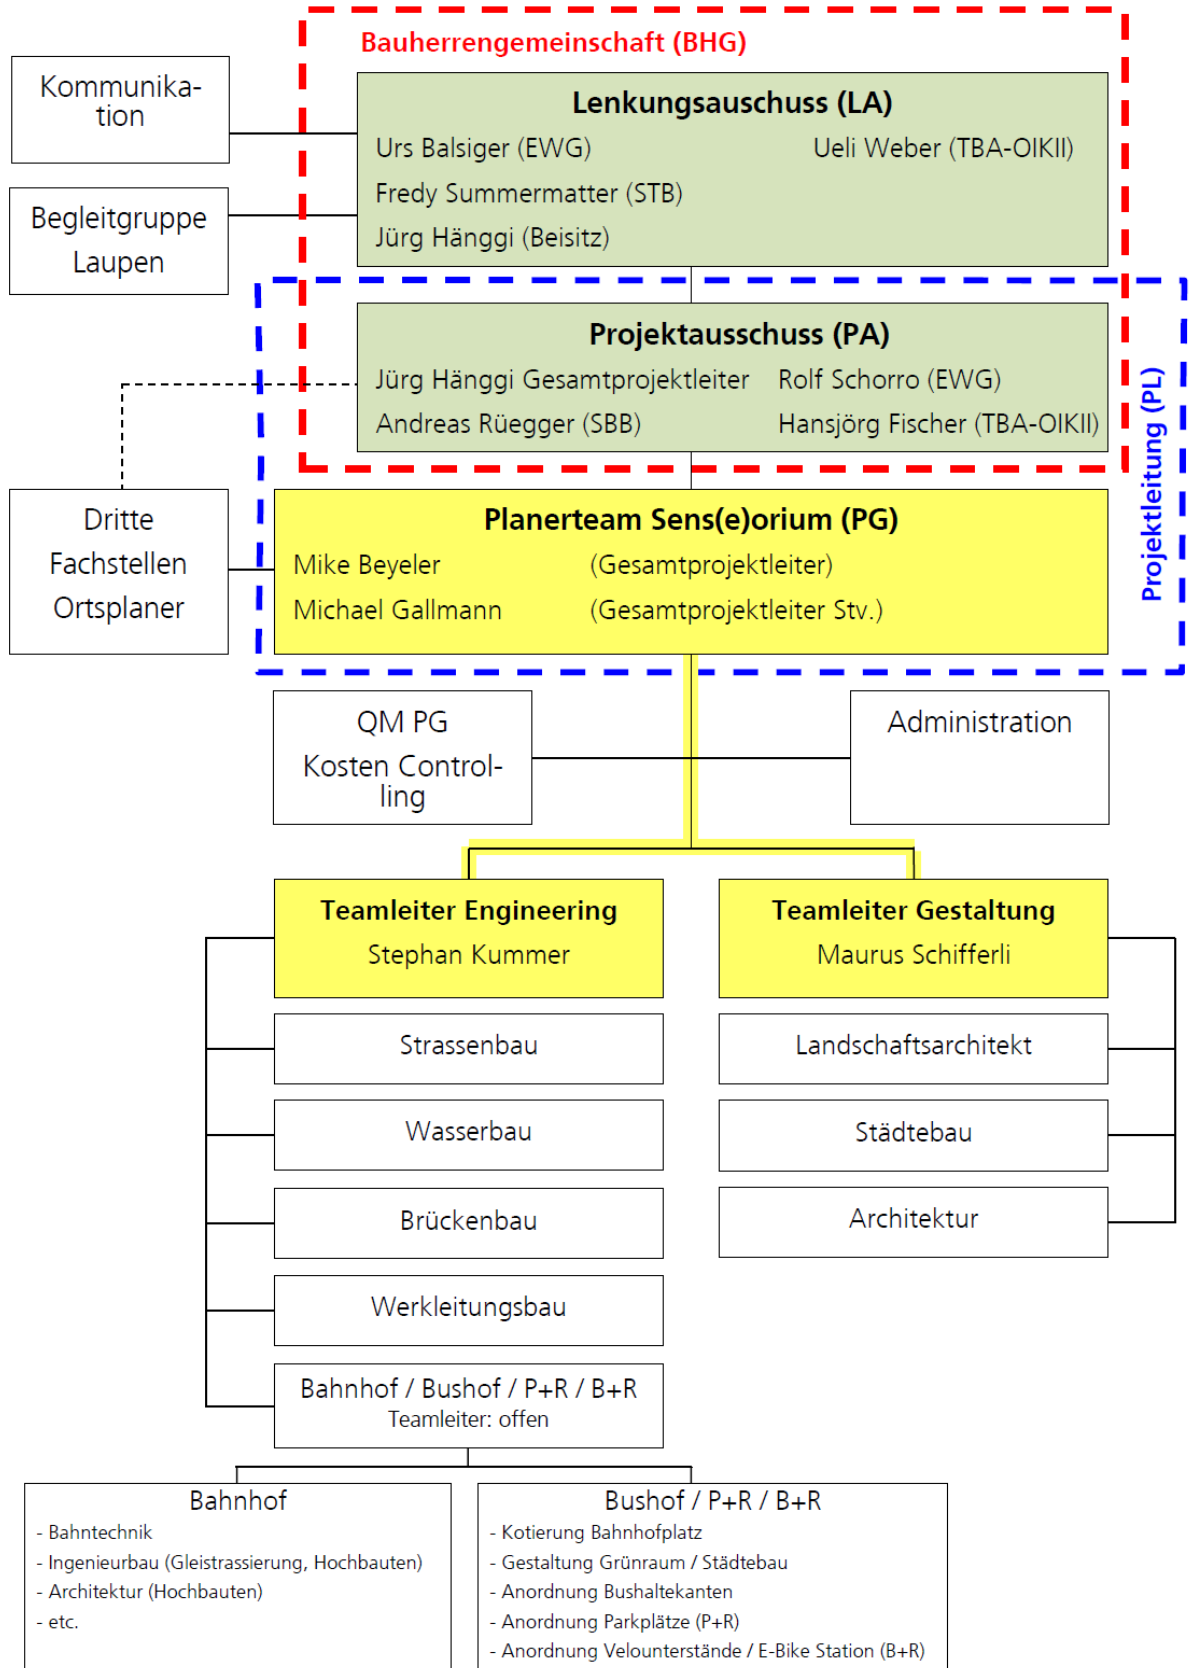 Bauherrengemeinschaft (BHG)
Kommunika-
tion
Lenkungsauschuss (LA)
Urs Balsiger (EWG) Ueli Weber (TBA-OIKII)
Fredy Summermatter (STB)
Jürg Hänggi (Beisitz)
Begleitgruppe
Laupen
Projektausschuss (PA)
Jürg Hänggi Gesamtprojektleiter Rolf Schorro (EWG)
Andreas Rüegger (SBB) Hansjörg Fischer (TBA-OIKII)
Projektleitung (PL)
Dritte
Fachstellen
Ortsplaner
Planerteam Sens(e)orium (PG)
Mike Beyeler (Gesamtprojektleiter)
Michael Gallmann (Gesamtprojektleiter Stv.)
QM PG
Kosten Control-
ling
Administration
Teamleiter Engineering
Stephan Kummer
Teamleiter Gestaltung
Maurus Schifferli
Strassenbau
Wasserbau
Brückenbau
Werkleitungsbau
Bahnhof / Bushof / P+R / B+R
Teamleiter: offen
Landschaftsarchitekt
Städtebau
Architektur
Bahnhof
- Bahntechnik
- Ingenieurbau (Gleistrassierung, Hochbauten)
- Architektur (Hochbauten)
- etc.
Bushof / P+R / B+R
- Kotierung Bahnhofplatz
- Gestaltung Grünraum / Städtebau
- Anordnung Bushaltekanten
- Anordnung Parkplätze (P+R)
- Anordnung Velounterstände / E-Bike Station (B+R)